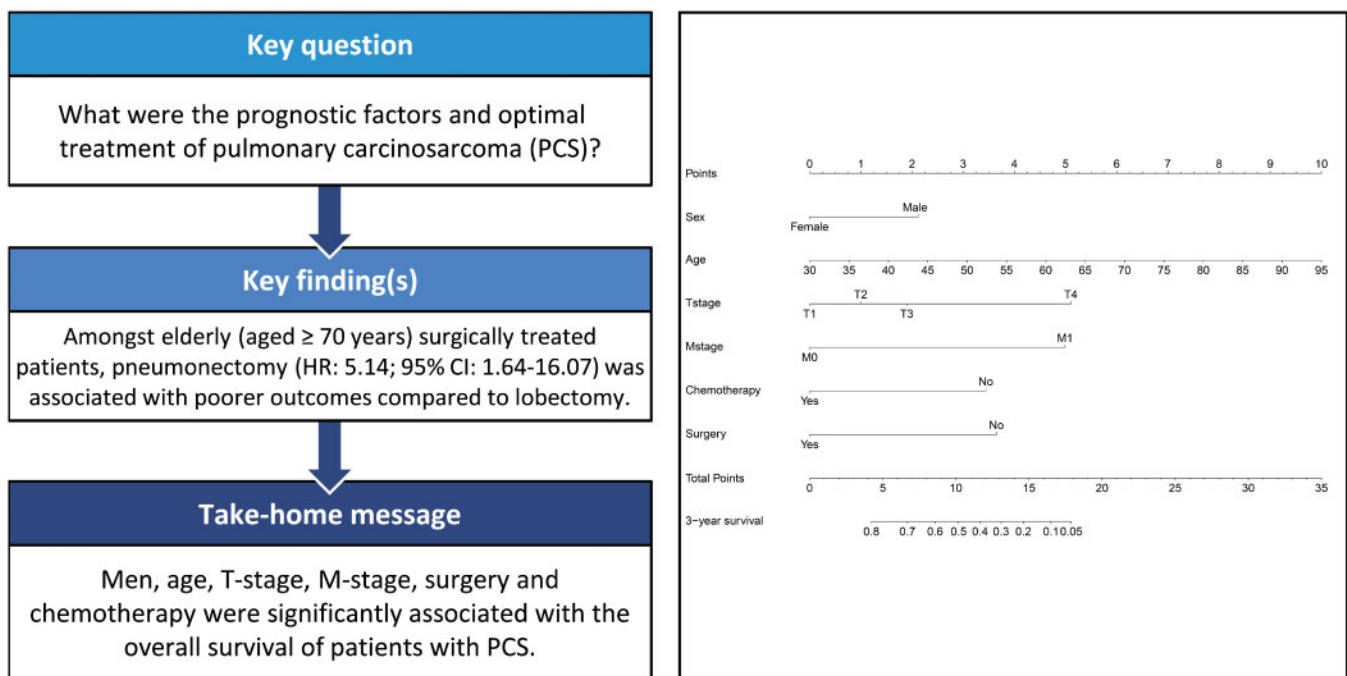 Key question
What were the prognostic factors and optimal
treatment of pulmonary carcinosarcoma (PCS)?
Key finding(s)
Amongst elderly (aged ≥ 70 years) surgically treated
patients, pneumonectomy (HR: 5.14; 95% CI: 1.64-16.07) was
associated with poorer outcomes compared to lobectomy.
Take-home message
Men, age, T-stage, M-stage, surgery and
chemotherapy were significantly associated with the
overall survival of patients with PCS.
0 1 2 3 4 5 6 7 8 9 10
Points
Male
Sex
Female
Age
30 35 40 45 50 55 60 65 70 75 80 85 90 95
T2 T4
Tstage
T1 T3
M1
Mstage
M0
No
Chemotherapy
Yes
No
Surgery
Yes
Total Points
0 5 10 15 20 25 30 35
3−year survival
0.8 0.7 0.6 0.5 0.4 0.3 0.2 0.1 0.05